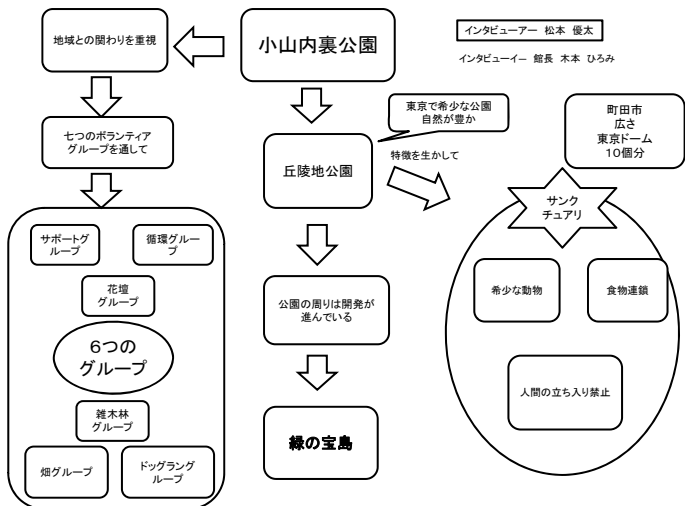 地域との関わりを重視
小山内裏公園
インタビューアー 松本 優太
インタビューイー 館長 木本 ひろみ
七つのボランティア
グループを通して
東京で希少な公園
自然が豊か
町田市
広さ
東京ドーム
10個分
丘陵地公園
特徴を生かして
サンク
チュアリ
サポートグ
ループ
循環グルー
プ
花壇
グループ
6つの
グループ
雑木林
グループ
畑グループ
ドッグラング
ループ
公園の周りは開発が
進んでいる
緑の宝島
希少な動物
食物連鎖
人間の立ち入り禁止